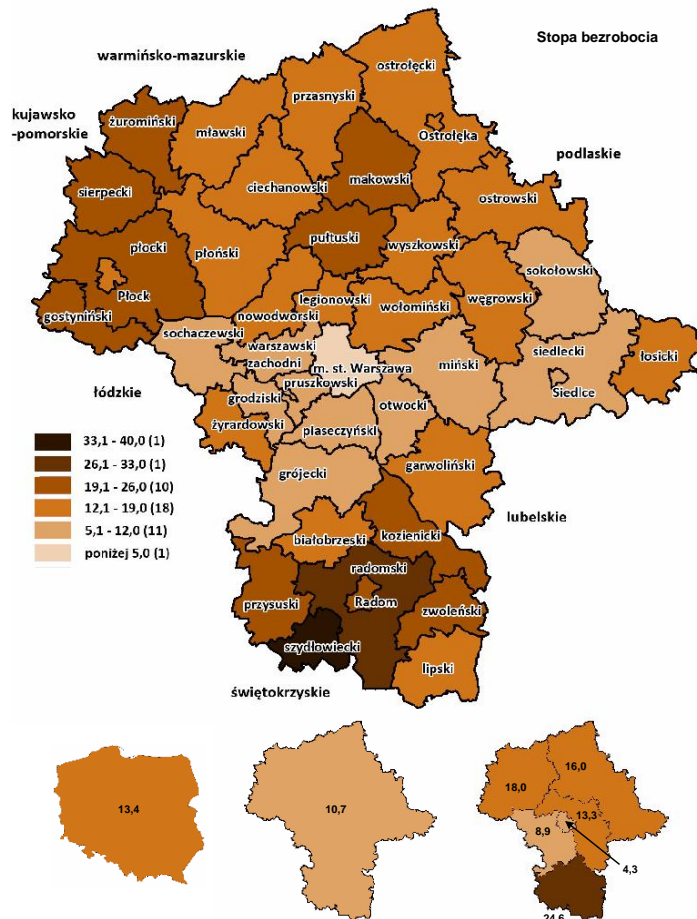 Stopa bezrobocia
warmińsko-mazurskie
ostrołęcki
przasnyski
kujawsko
-pomorskie
żuromiński
mławski
Ostrołęka
podlaskie
sierpecki
ciechanowski
makowski
ostrowski
płocki
płoński
pułtuski
wyszkowski
sokołowski
Płock
legionowski
węgrowski
gostyniński
nowodworski
wołomiński
sochaczewski
warszawski
zachodni
siedlecki
łosicki
m. st. Warszawa
miński
pruszkowski
łódzkie
grodziski
otwocki
Siedlce
żyrardowski
piaseczyński
33,1 - 40,0 (1)
26,1 - 33,0 (1)
19,1 - 26,0 (10)
12,1 - 19,0 (18)
5,1 - 12,0 (11)
poniżej 5,0 (1)
grójecki
garwoliński
lubelskie
białobrzeski
kozienicki
radomski
przysuski
Radom
zwoleński
szydłowiecki
lipski
świętokrzyskie
13,4
10,7
16,0
18,0
13,3
8,9
4,3
24,6